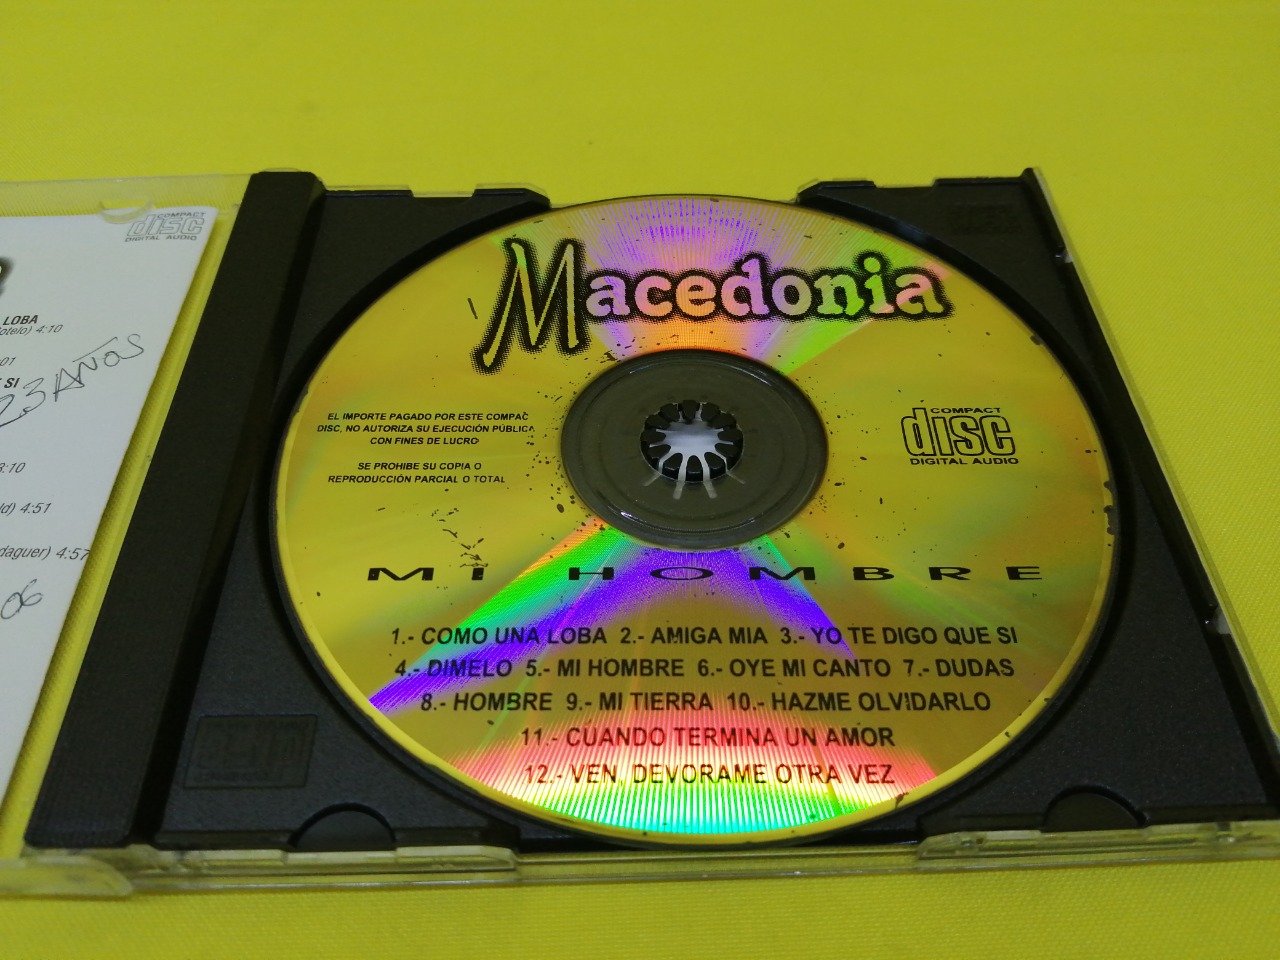 COMPACT
disc
DIGITAL AUDIO
LOBA
4:10
SI
23 AÑOS
3:10
4:51
4:57
06
Macedonia
EL IMPORTE PAGADO POR ESTE COMPAC
DISC, NO AUTORIZA SU EJECUCIÓN PÚBLICA
CON FINES DE LUCRO
SE PROHIBE SU COPIA O
REPRODUCCIÓN PARCIAL O TOTAL
COMPACT
disc
DIGITAL AUDIO
MI HOMBRE
1.- COMO UNA LOBA 2.- AMIGA MIA 3.- YO TE DIGO QUE SI
4.- DIMELO 5.- MI HOMBRE 6.- OYE MI CANTO 7.- DUDAS
8.- HOMBRE 9.- MI TIERRA 10.- HAZME OLVIDARLO
11.- CUANDO TERMINA UN AMOR
12.- VEN, DEVORAME OTRA VEZ